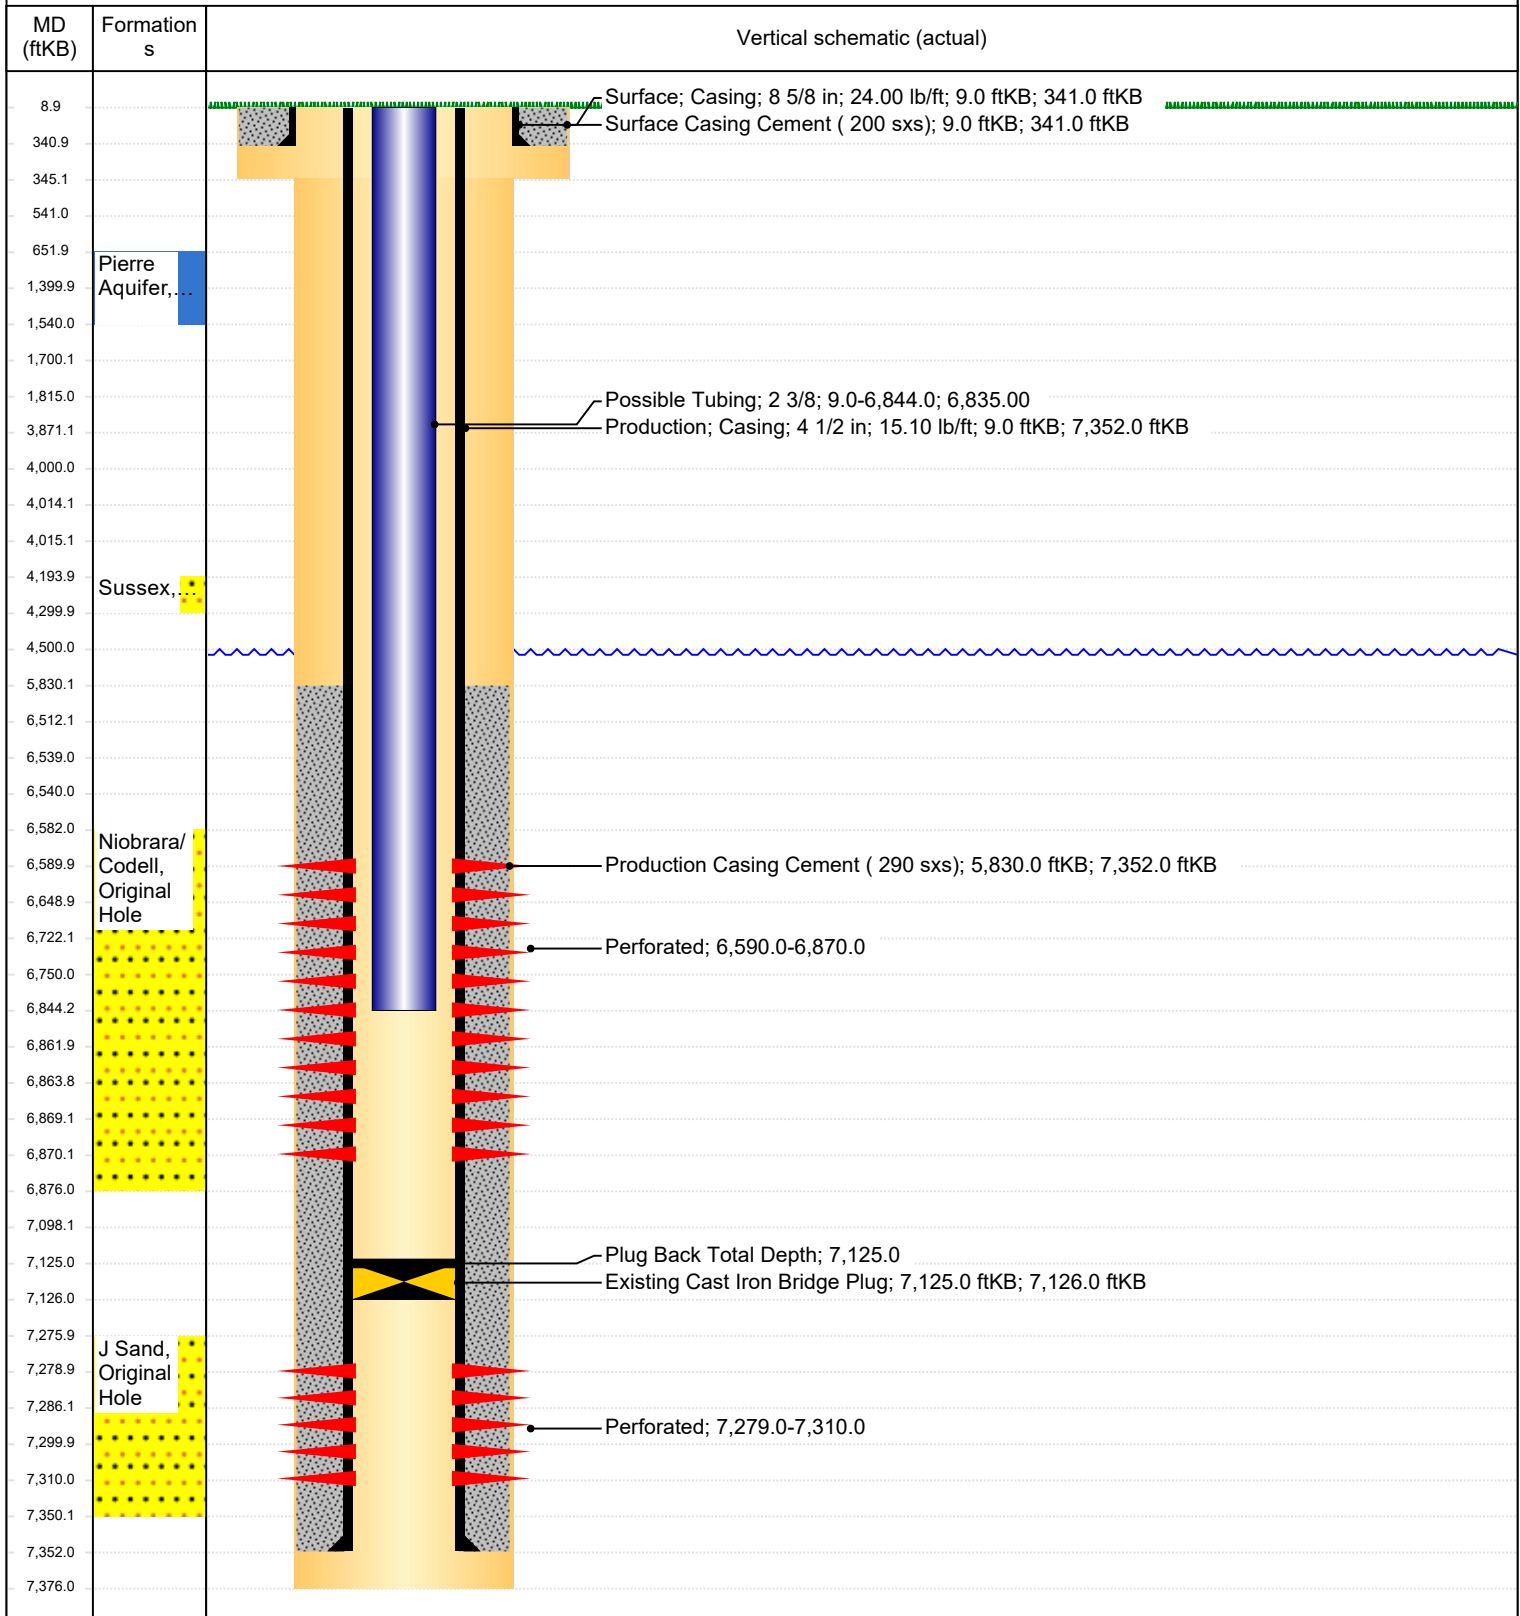 MD
(ftKB)
Formation
s
Vertical schematic (actual)
8.9
340.9
345.1
541.0
651.9
1,399.9
1,540.0
1,700.1
1,815.0
3,871.1
4,000.0
4,014.1
4,015.1
4,193.9
4,299.9
4,500.0
5,830.1
6,512.1
6,539.0
6,540.0
6,582.0
6,589.9
6,648.9
6,722.1
6,750.0
6,844.2
6,861.9
6,863.8
6,869.1
6,870.1
6,876.0
7,098.1
7,125.0
7,126.0
7,275.9
7,278.9
7,286.1
7,299.9
7,310.0
7,350.1
7,352.0
7,376.0
Pierre
Aquifer,...
Sussex,...
Niobrara/
Codell,
Original
Hole
J Sand,
Original
Hole
Surface; Casing; 8 5/8 in; 24.00 lb/ft; 9.0 ftKB; 341.0 ftKB
Surface Casing Cement ( 200 sxs); 9.0 ftKB; 341.0 ftKB
Possible Tubing; 2 3/8; 9.0-6,844.0; 6,835.00
Production; Casing; 4 1/2 in; 15.10 lb/ft; 9.0 ftKB; 7,352.0 ftKB
Production Casing Cement ( 290 sxs); 5,830.0 ftKB; 7,352.0 ftKB
Perforated; 6,590.0-6,870.0
Plug Back Total Depth; 7,125.0
Existing Cast Iron Bridge Plug; 7,125.0 ftKB; 7,126.0 ftKB
Perforated; 7,279.0-7,310.0